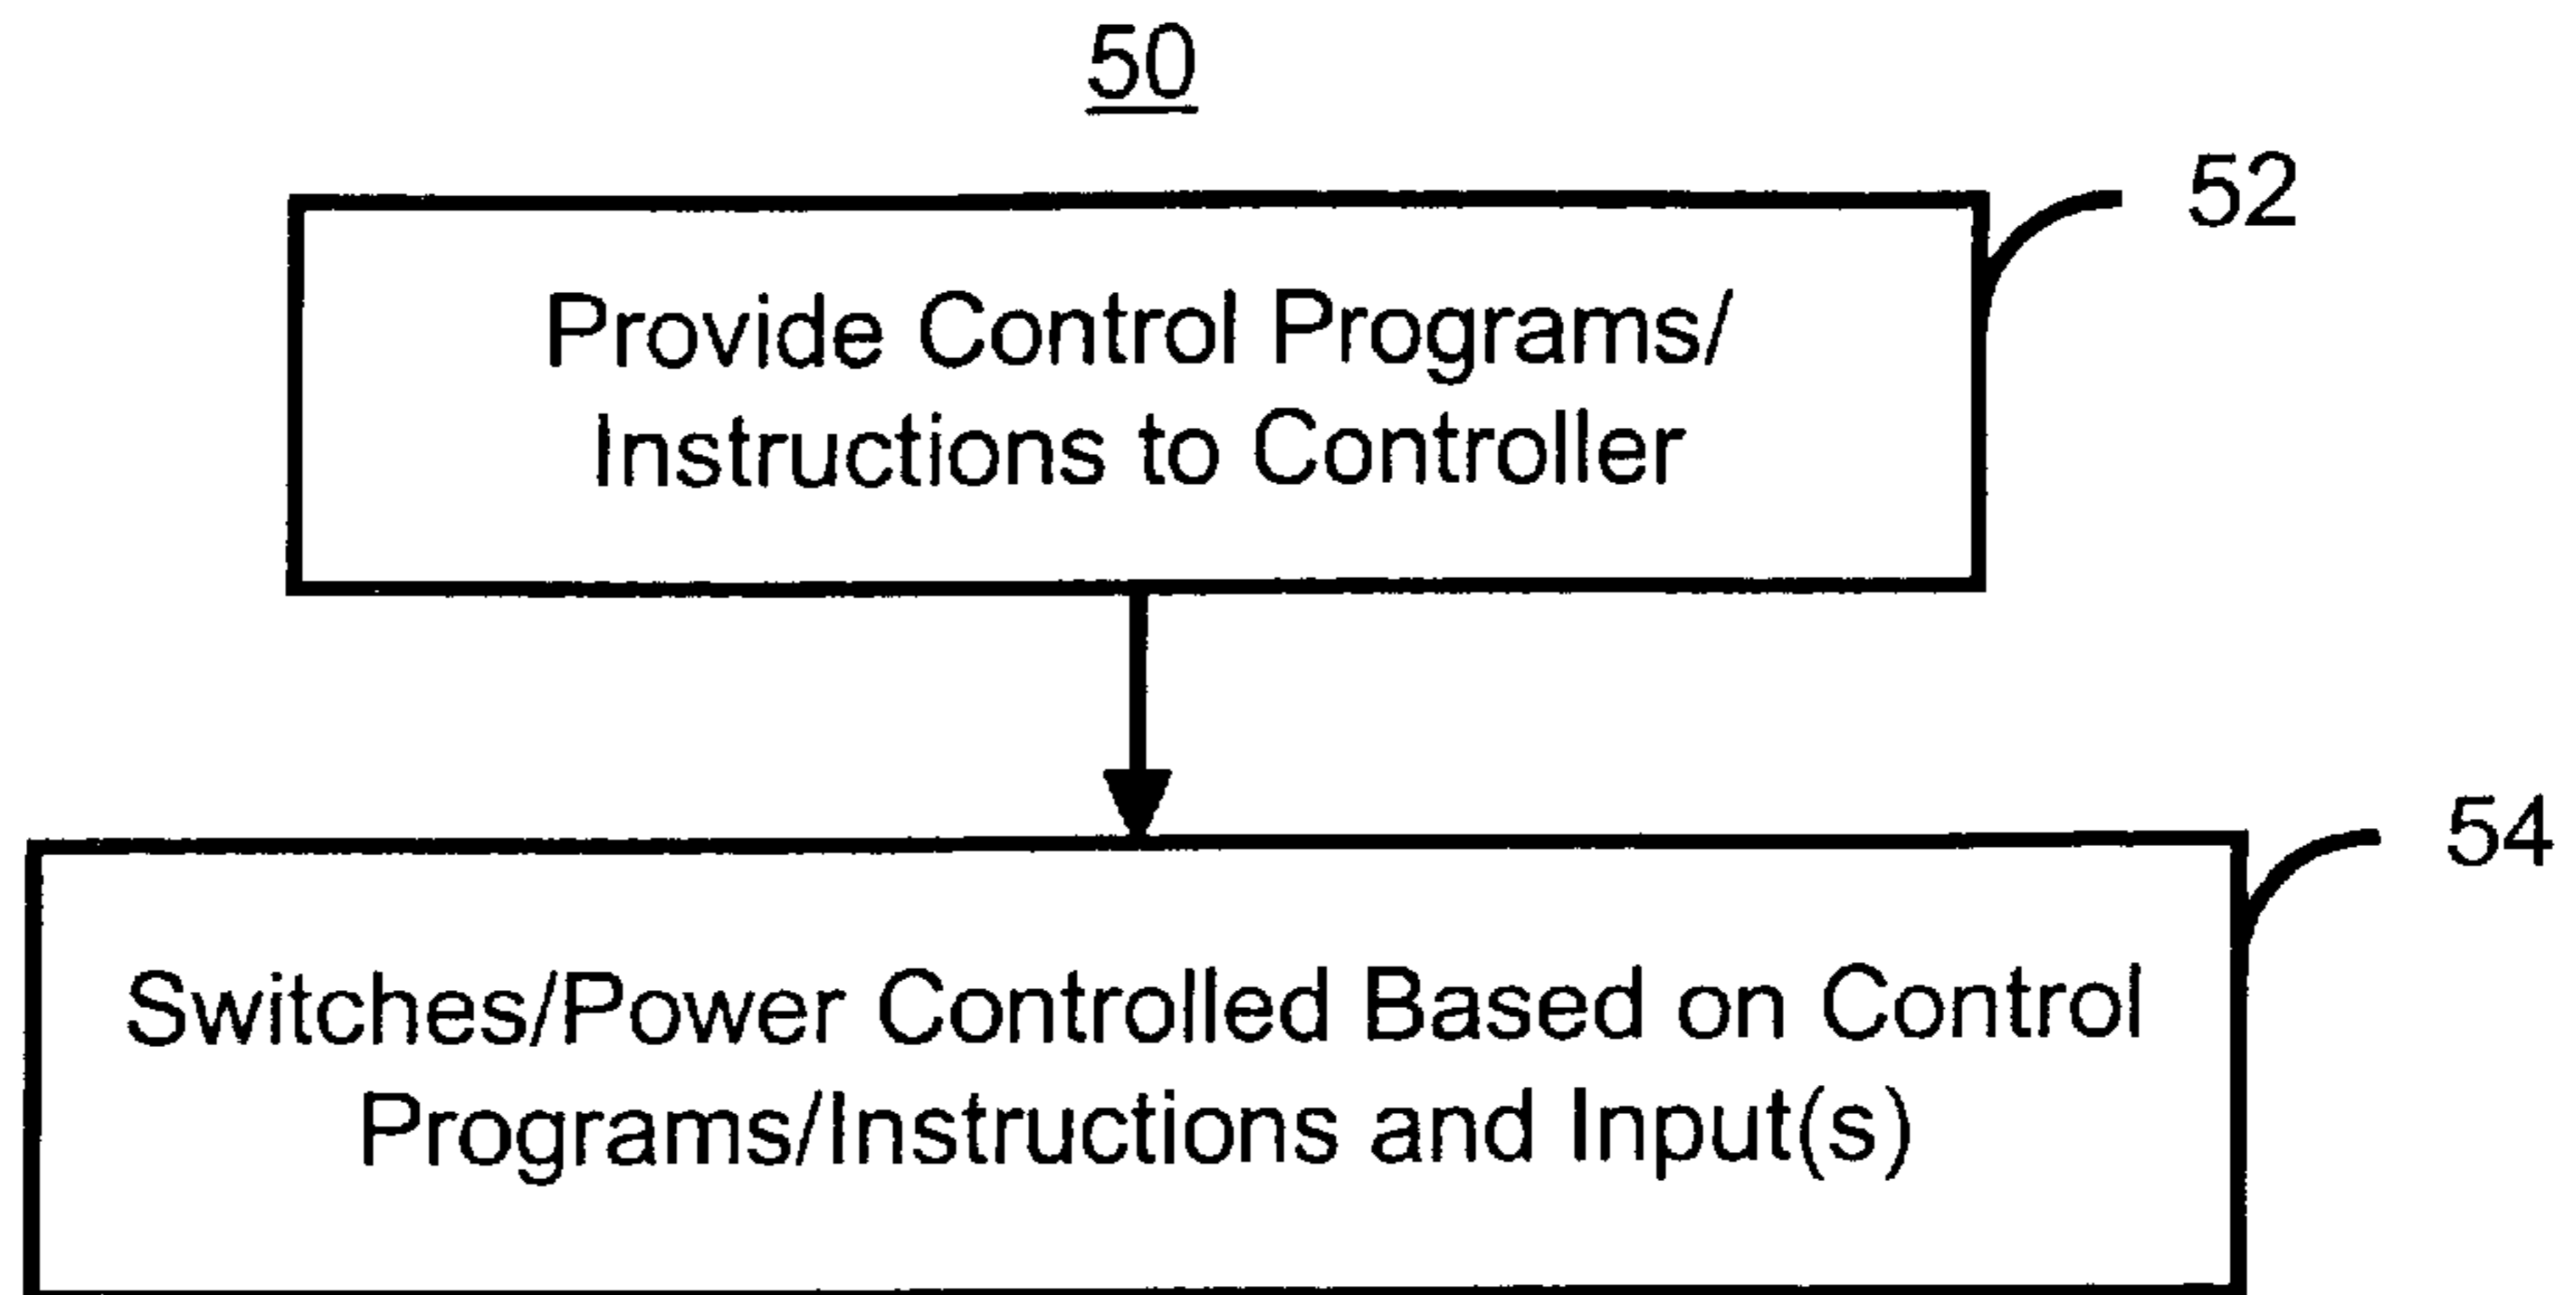 50
52
Provide Control Programs/
Instructions to Controller
54
Switches/Power Controlled Based on Control
Programs/Instructions and Input(s)